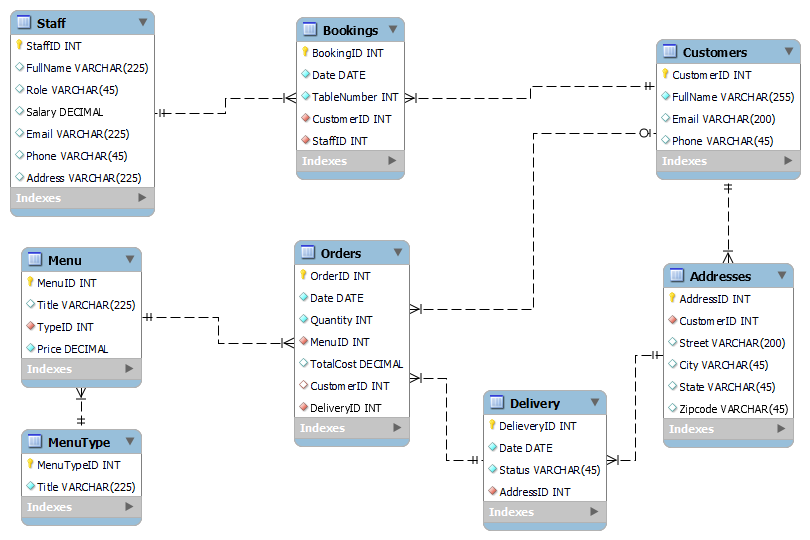 Staff
StaffID INT
FullName VARCHAR(225)
Role VARCHAR(45)
Salary DECIMAL
Email VARCHAR(225)
Phone VARCHAR(45)
Address VARCHAR(225)
Indexes
Bookings
BookingID INT
Date DATE
TableNumber INT
CustomerID INT
StaffID INT
Indexes
Customers
CustomerID INT
FullName VARCHAR(255)
Email VARCHAR(200)
Phone VARCHAR(45)
Indexes
Menu
MenuID INT
Title VARCHAR(225)
TypeID INT
Price DECIMAL
Indexes
Orders
OrderID INT
Date DATE
Quantity INT
MenuID INT
TotalCost DECIMAL
CustomerID INT
DeliveryID INT
Indexes
Addresses
AddressID INT
CustomerID INT
Street VARCHAR(200)
City VARCHAR(45)
State VARCHAR(45)
Zipcode VARCHAR(45)
Indexes
MenuType
MenuTypeID INT
Title VARCHAR(225)
Indexes
Delivery
DelieveryID INT
Date DATE
Status VARCHAR(45)
AddressID INT
Indexes